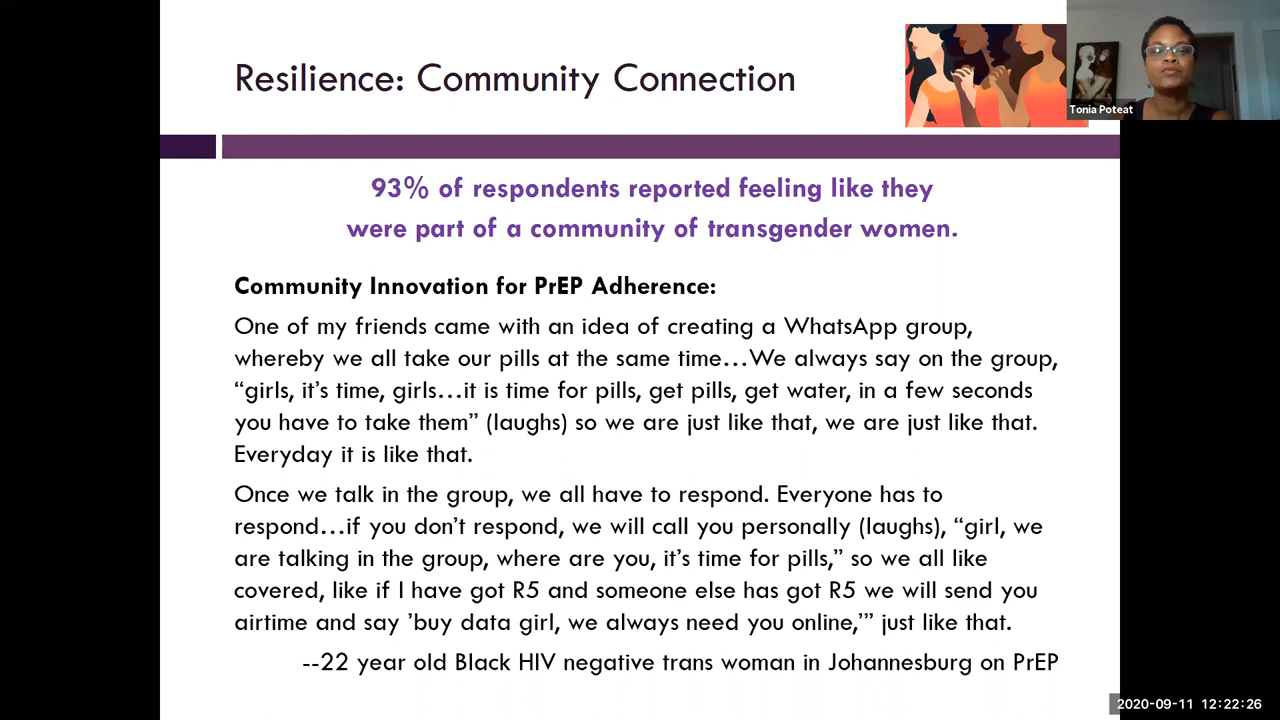 Resilience: Community Connection
Tonia Poteat
93% of respondents reported feeling like they
were part of a community of transgender women.
Community Innovation for PrEP Adherence:
One of my friends came with an idea of creating a WhatsApp group,
whereby we all take our pills at the same time…We always say on the group,
“girls, it’s time, girls…it is time for pills, get pills, get water, in a few seconds
you have to take them” (laughs) so we are just like that, we are just like that.
Everyday it is like that.
Once we talk in the group, we all have to respond. Everyone has to
respond…if you don’t respond, we will call you personally (laughs), “girl, we
are talking in the group, where are you, it’s time for pills,” so we all like
covered, like if I have got R5 and someone else has got R5 we will send you
airtime and say ’buy data girl, we always need you online,’” just like that.
--22 year old Black HIV negative trans woman in Johannesburg on PrEP
2020-09-11 12:22:26